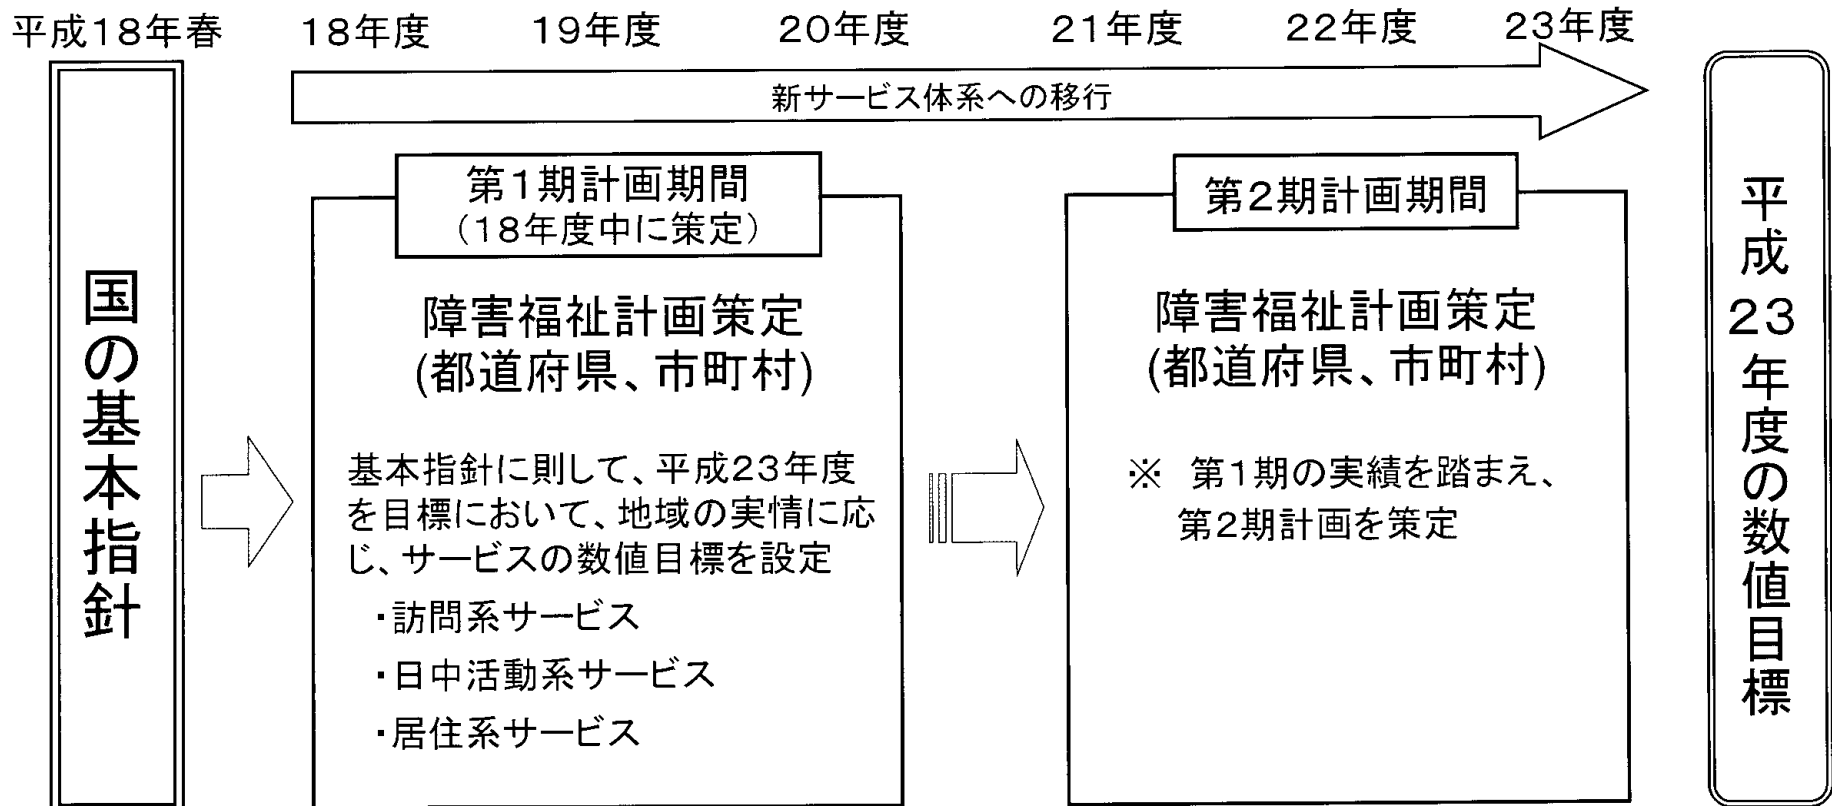 平成18年春 18年度 19年度 20年度 21年度 22年度 23年度
新サービス体系への移行
国の基本指針
第1期計画期間
(18年度中に策定)
障害福祉計画策定
(都道府県、市町村)
基本指針に則して、平成23年度
を目標において、地域の実情に応
じ、サービスの数値目標を設定
・訪問系サービス
・日中活動系サービス
・居住系サービス
第2期計画期間
障害福祉計画策定
(都道府県、市町村)
※ 第1期の実績を踏まえ、
第2期計画を策定
平成23年度の数値目標